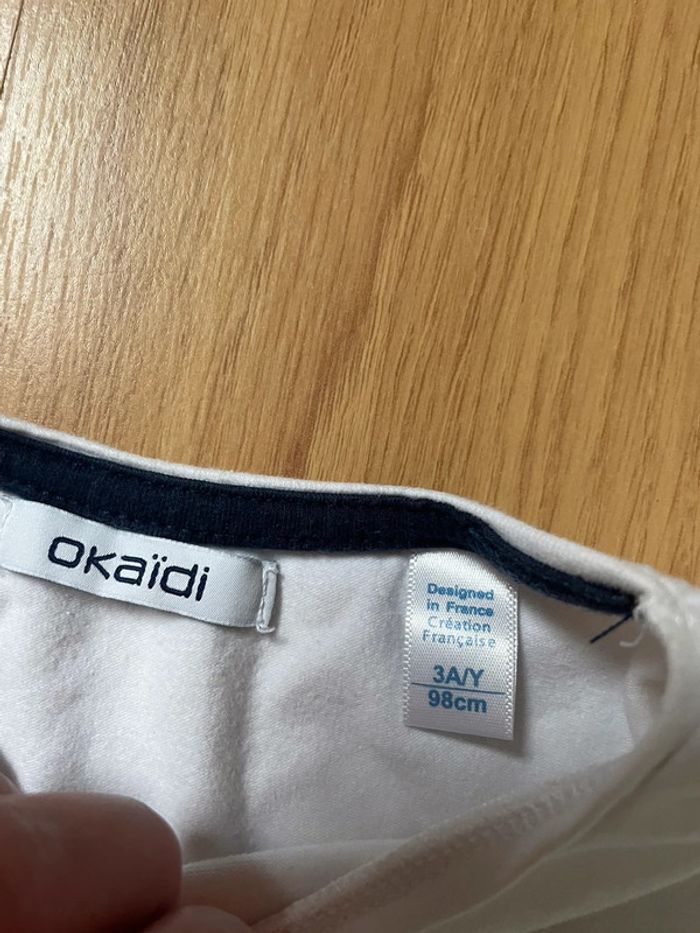 OKaïdi
Designed
in France
Création
Française
3A/Y
98cm